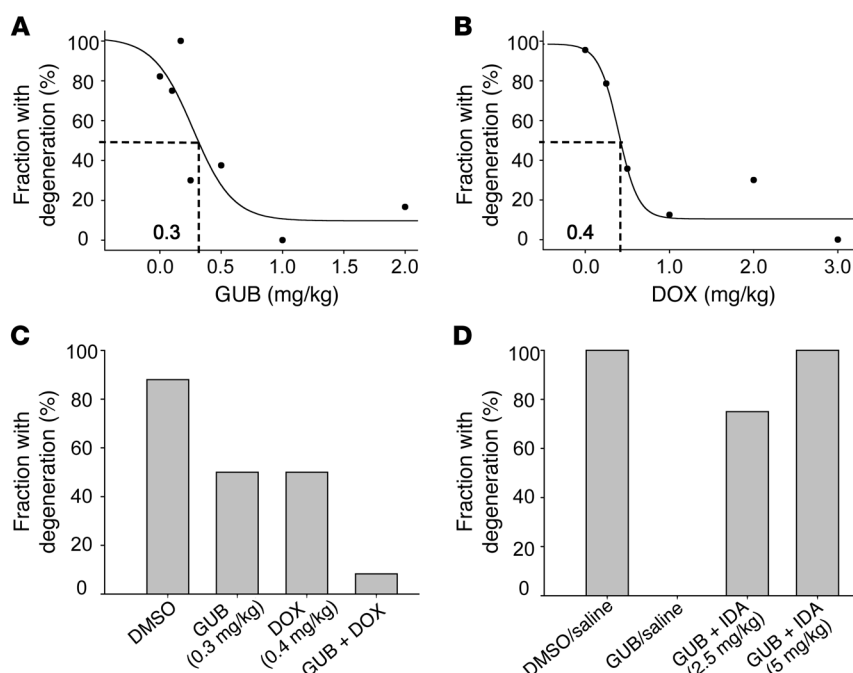 A
Fraction with
degeneration (%)
100
80
60
40
20
0
0.3
0.0
0.5
1.0
1.5
2.0
GUB (mg/kg)
B
Fraction with
degeneration (%)
100
80
60
40
20
0
0.4
0.0
1.0
2.0
3.0
DOX (mg/kg)
C
Fraction with
degeneration (%)
100
80
60
40
20
0
DMSO
GUB
(0.3 mg/kg)
DOX
(0.4 mg/kg)
GUB + DOX
D
Fraction with
degeneration (%)
100
80
60
40
20
0
DMSO/saline
GUB/saline
GUB + IDA
(2.5 mg/kg)
GUB + IDA
(5 mg/kg)